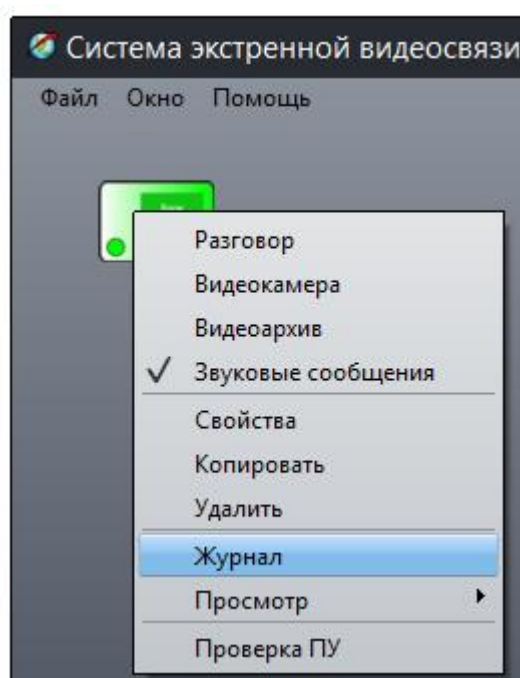 Система экстренной видеосвязи
Файл Окно Помощь
Разговор
Видеокамера
Видеоархив
Звуковые сообщения
Свойства
Копировать
Удалить
Журнал
Просмотр
Проверка ПУ